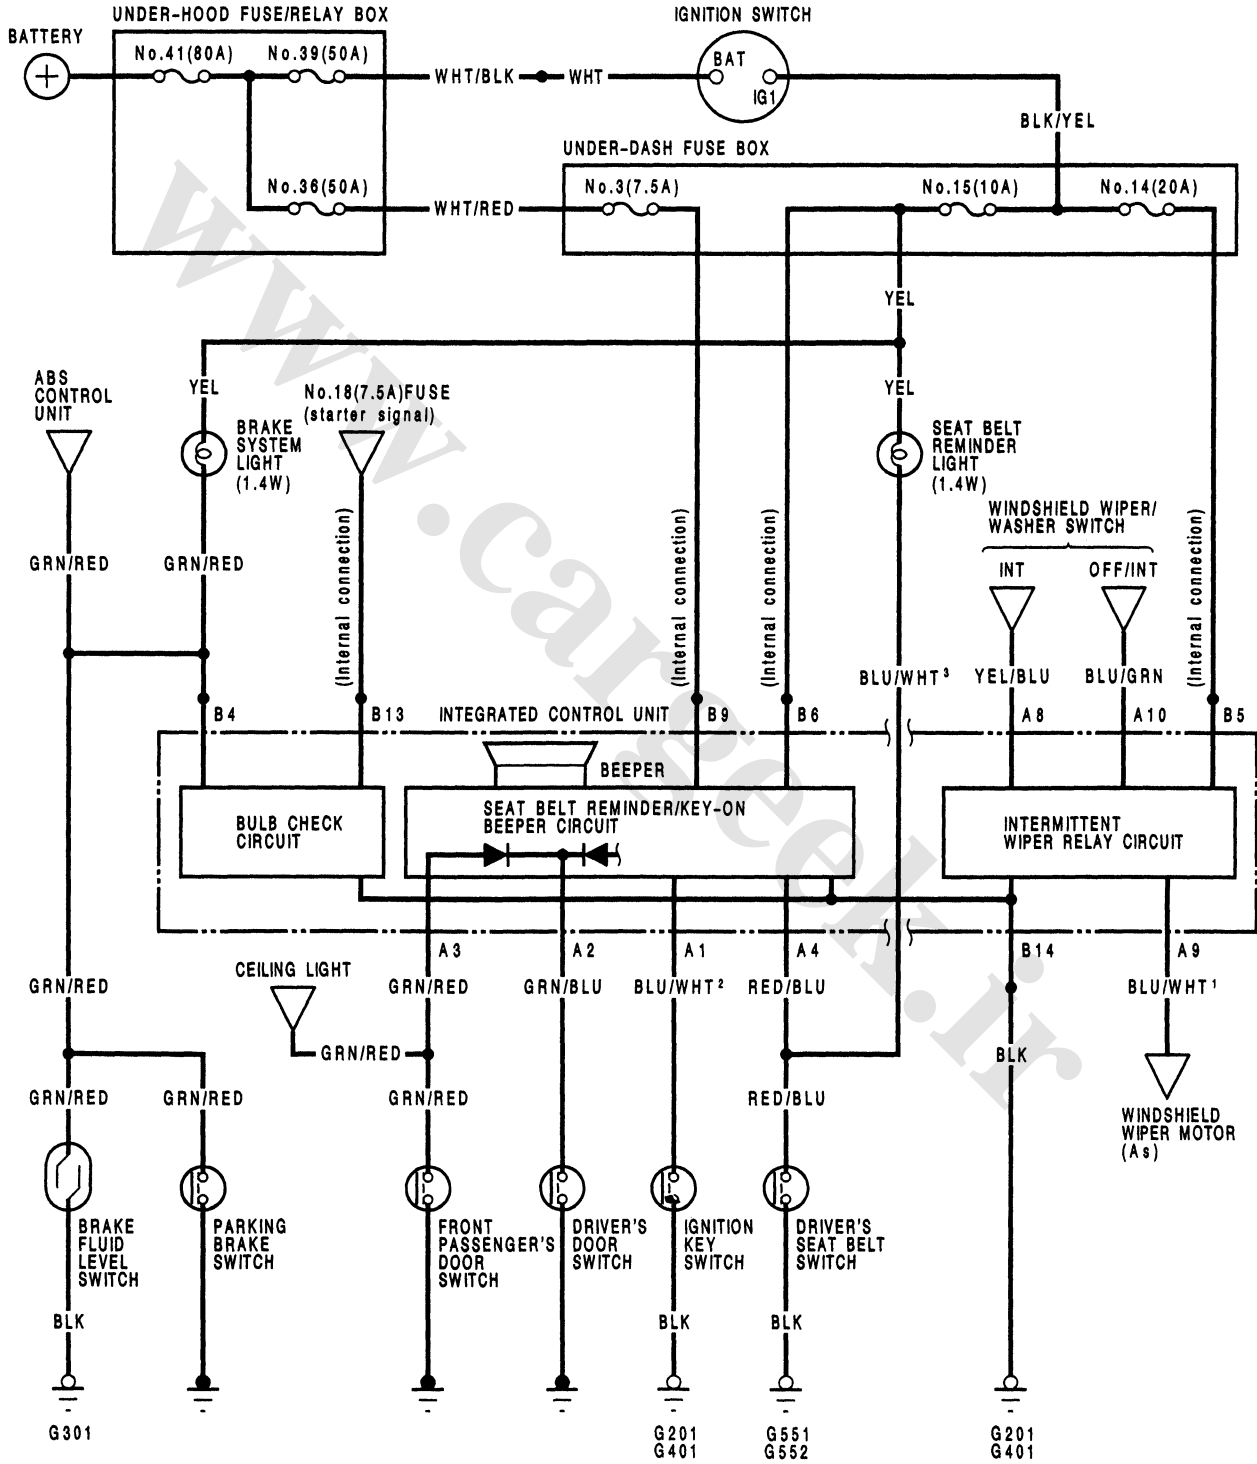 UNDER-HOOD FUSE/RELAY BOX
IGNITION SWITCH
BATTERY
No.41(80A)
No.39(50A)
BAT
IG1
WHT/BLK
WHT
BLK/YEL
UNDER-DASH FUSE BOX
No.36(50A)
WHT/RED
No.3(7.5A)
No.15(10A)
No.14(20A)
YEL
ABS
CONTROL
UNIT
YEL
No.18(7.5A)FUSE
(starter signal)
YEL
BRAKE
SYSTEM
LIGHT
(1.4W)
SEAT BELT
REMINDER
LIGHT
(1.4W)
WINDSHIELD WIPER/
WASHER SWITCH
INT
OFF/INT
GRN/RED
GRN/RED
(Internal connection)
(Internal connection)
(Internal connection)
(Internal connection)
BLU/WHT³
YEL/BLU
BLU/GRN
B4
B13
INTEGRATED CONTROL UNIT
B9
B6
A8
A10
B5
BEEPER
BULB CHECK
CIRCUIT
SEAT BELT REMINDER/KEY-ON
BEEPER CIRCUIT
INTERMITTENT
WIPER RELAY CIRCUIT
A3
A2
A1
A4
B14
A9
CEILING LIGHT
GRN/RED
GRN/RED
GRN/BLU
BLU/WHT²
RED/BLU
BLU/WHT¹
GRN/RED
BLK
GRN/RED
GRN/RED
GRN/RED
RED/BLU
WINDSHIELD
WIPER MOTOR
(As)
BRAKE
FLUID
LEVEL
SWITCH
PARKING
BRAKE
SWITCH
FRONT
PASSENGER'S
DOOR
SWITCH
DRIVER'S
DOOR
SWITCH
IGNITION
KEY
SWITCH
DRIVER'S
SEAT BELT
SWITCH
BLK
BLK
BLK
G301
G201
G401
G551
G552
G201
G401
www.cargeek.ir